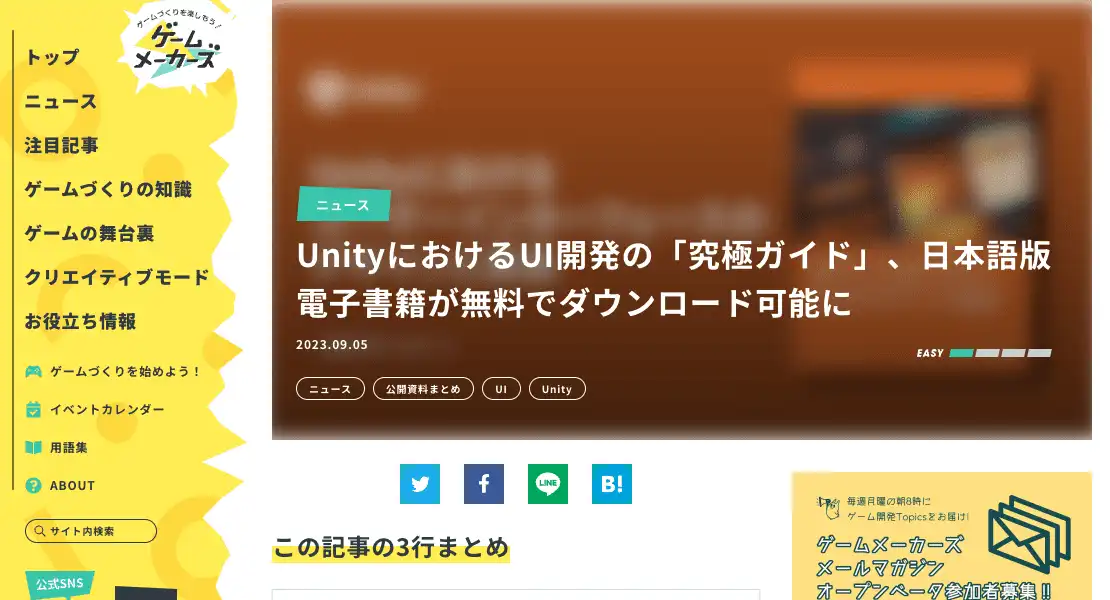 ゲームづくりを楽しもう！
ゲーム
メーカーズ
トップ
ニュース
注目記事
ゲームづくりの知識
ゲームの舞台裏
クリエイティブモード
お役立ち情報
ゲームづくりを始めよう！
イベントカレンダー
用語集
ABOUT
サイト内検索
公式SNS
ニュース
UnityにおけるUI開発の「究極ガイド」、日本語版
電子書籍が無料でダウンロード可能に
2023.09.05
EASY
ニュース 公開資料まとめ UI Unity
LINE
B!
この記事の3行まとめ
毎週月曜の朝8時に
ゲーム開発Topicsをお届け!
ゲームメーカーズ
メールマガジン
オープンベータ参加者募集!!